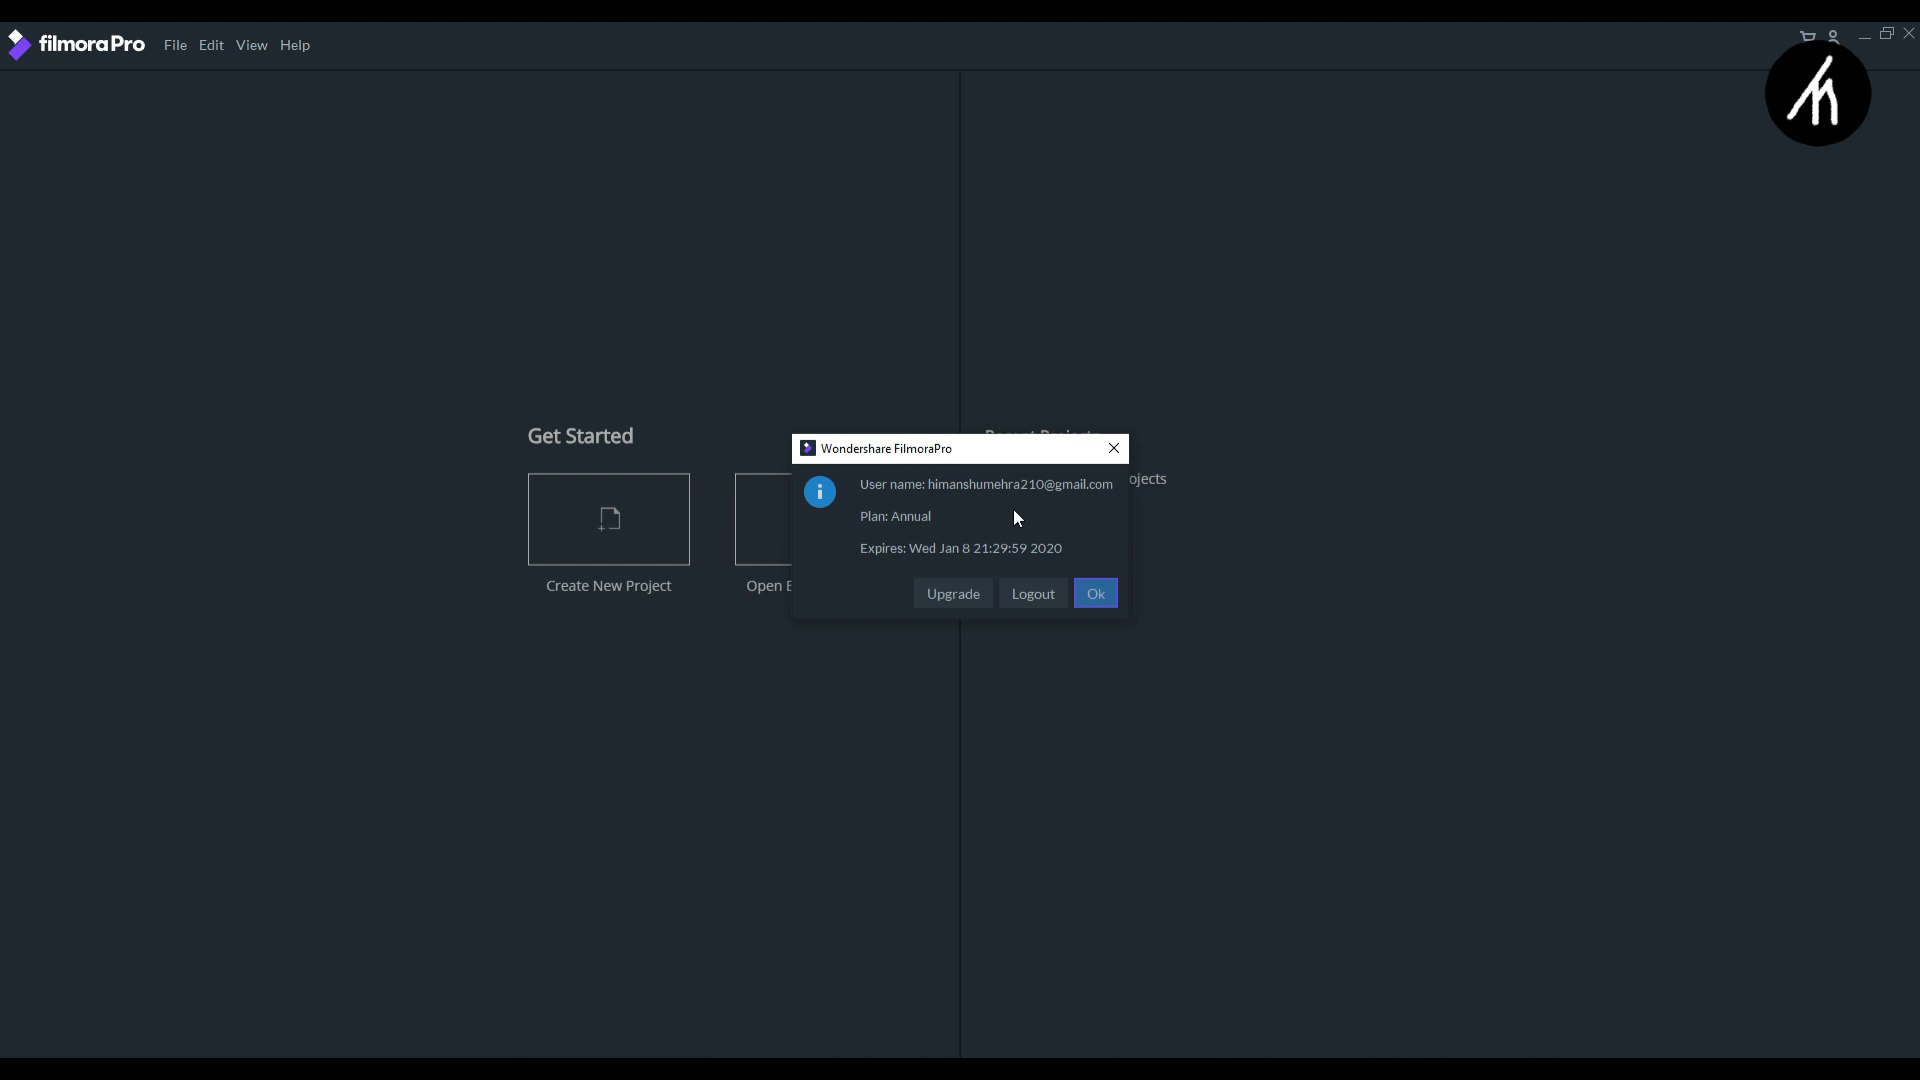 filmoraPro File Edit View Help
Get Started
Create New Project
Open
Wondershare FilmoraPro
User name: himanshumehra210@gmail.com
Plan: Annual
Expires: Wed Jan 8 21:29:59 2020
Upgrade Logout Ok